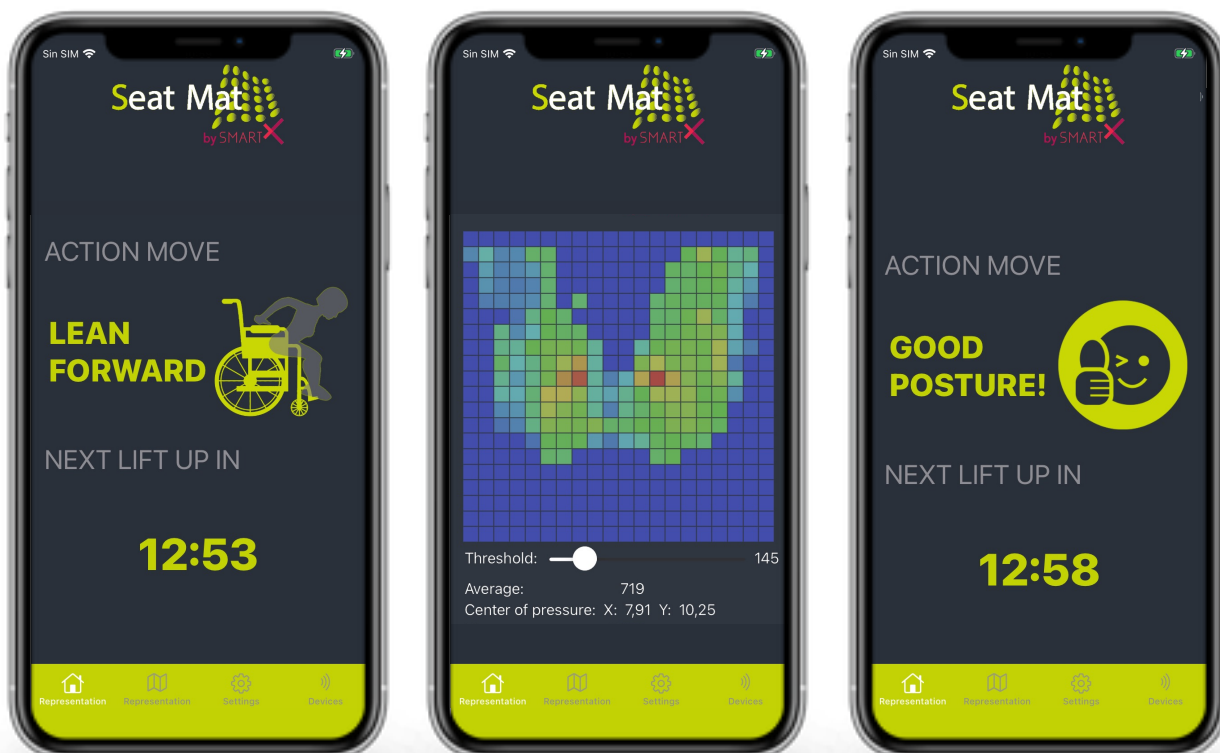 Sin SIM
Seat Mat
by SMARTX
ACTION MOVE
LEAN
FORWARD
NEXT LIFT UP IN
12:53
Representation Representation Settings Devices
Sin SIM
Seat Mat
by SMARTX
Threshold: 145
Average: 719
Center of pressure: X: 7,91 Y: 10,25
Representation Representation Settings Devices
Sin SIM
Seat Mat
by SMARTX
ACTION MOVE
GOOD
POSTURE!
NEXT LIFT UP IN
12:58
Representation Representation Settings Devices